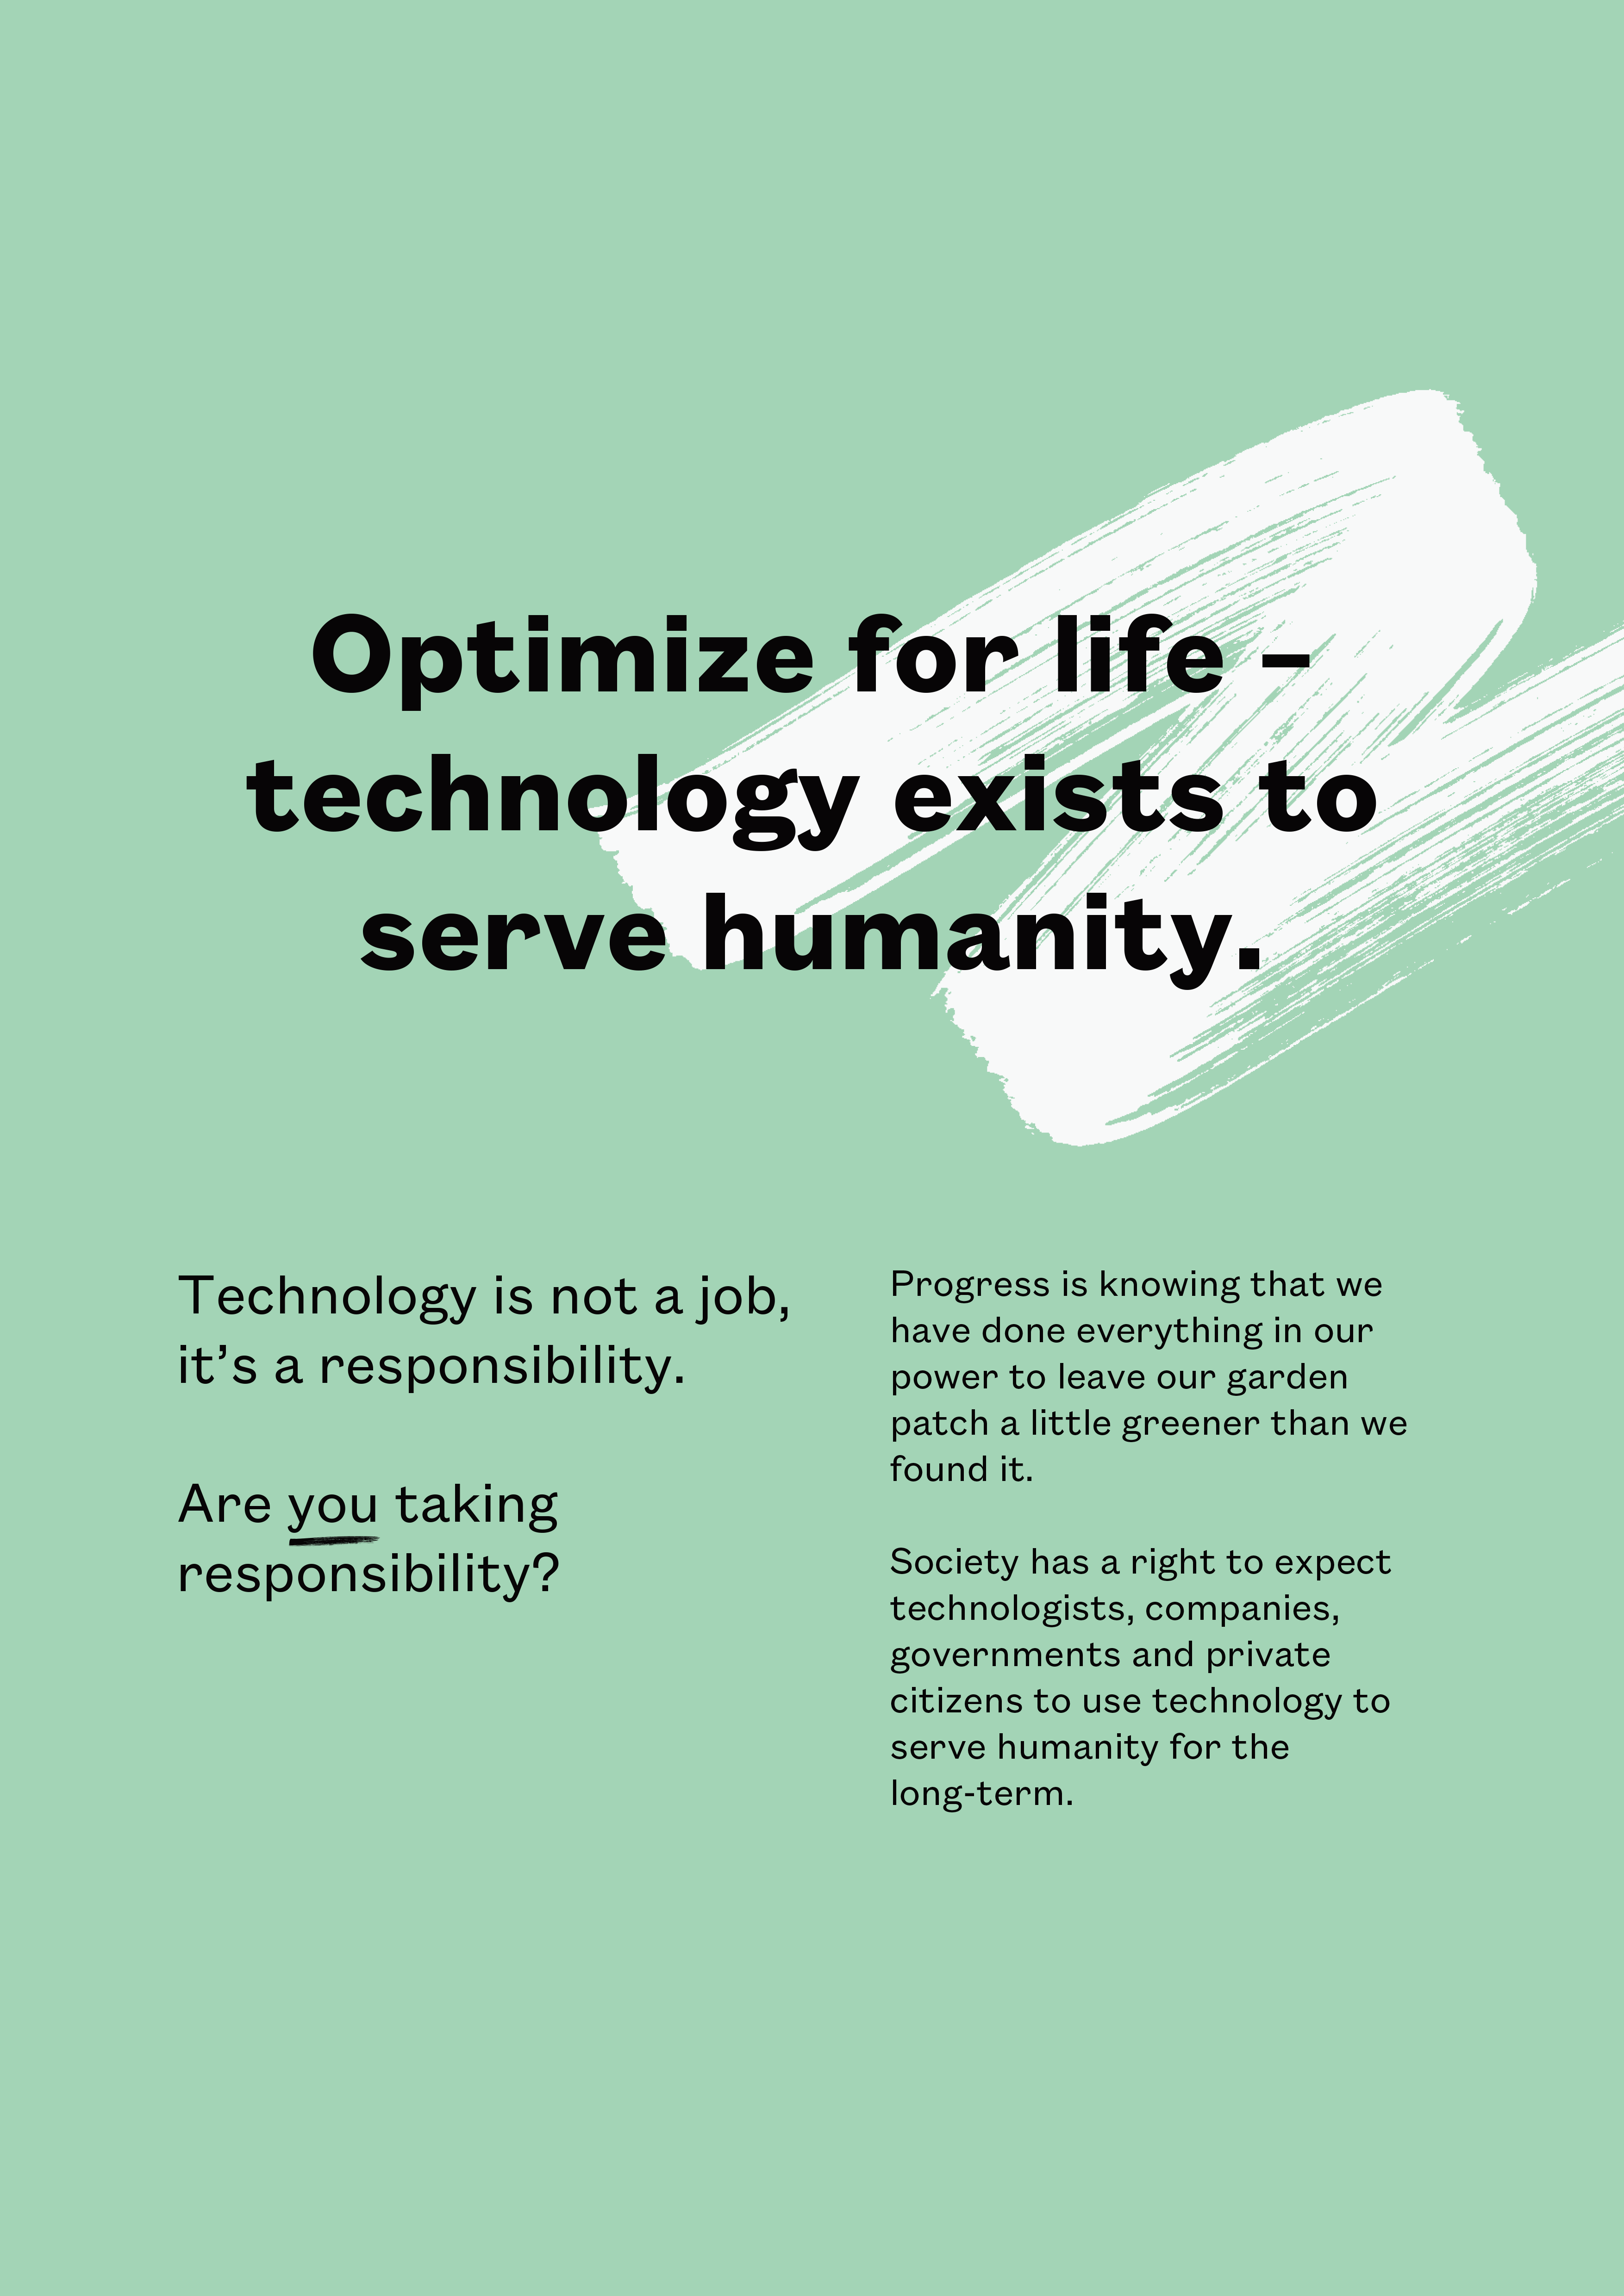 Optimize for life –
technology exists to
serve humanity.
Technology is not a job,
it’s a responsibility.
Are you taking
responsibility?
Progress is knowing that we
have done everything in our
power to leave our garden
patch a little greener than we
found it.
Society has a right to expect
technologists, companies,
governments and private
citizens to use technology to
serve humanity for the
long-term.